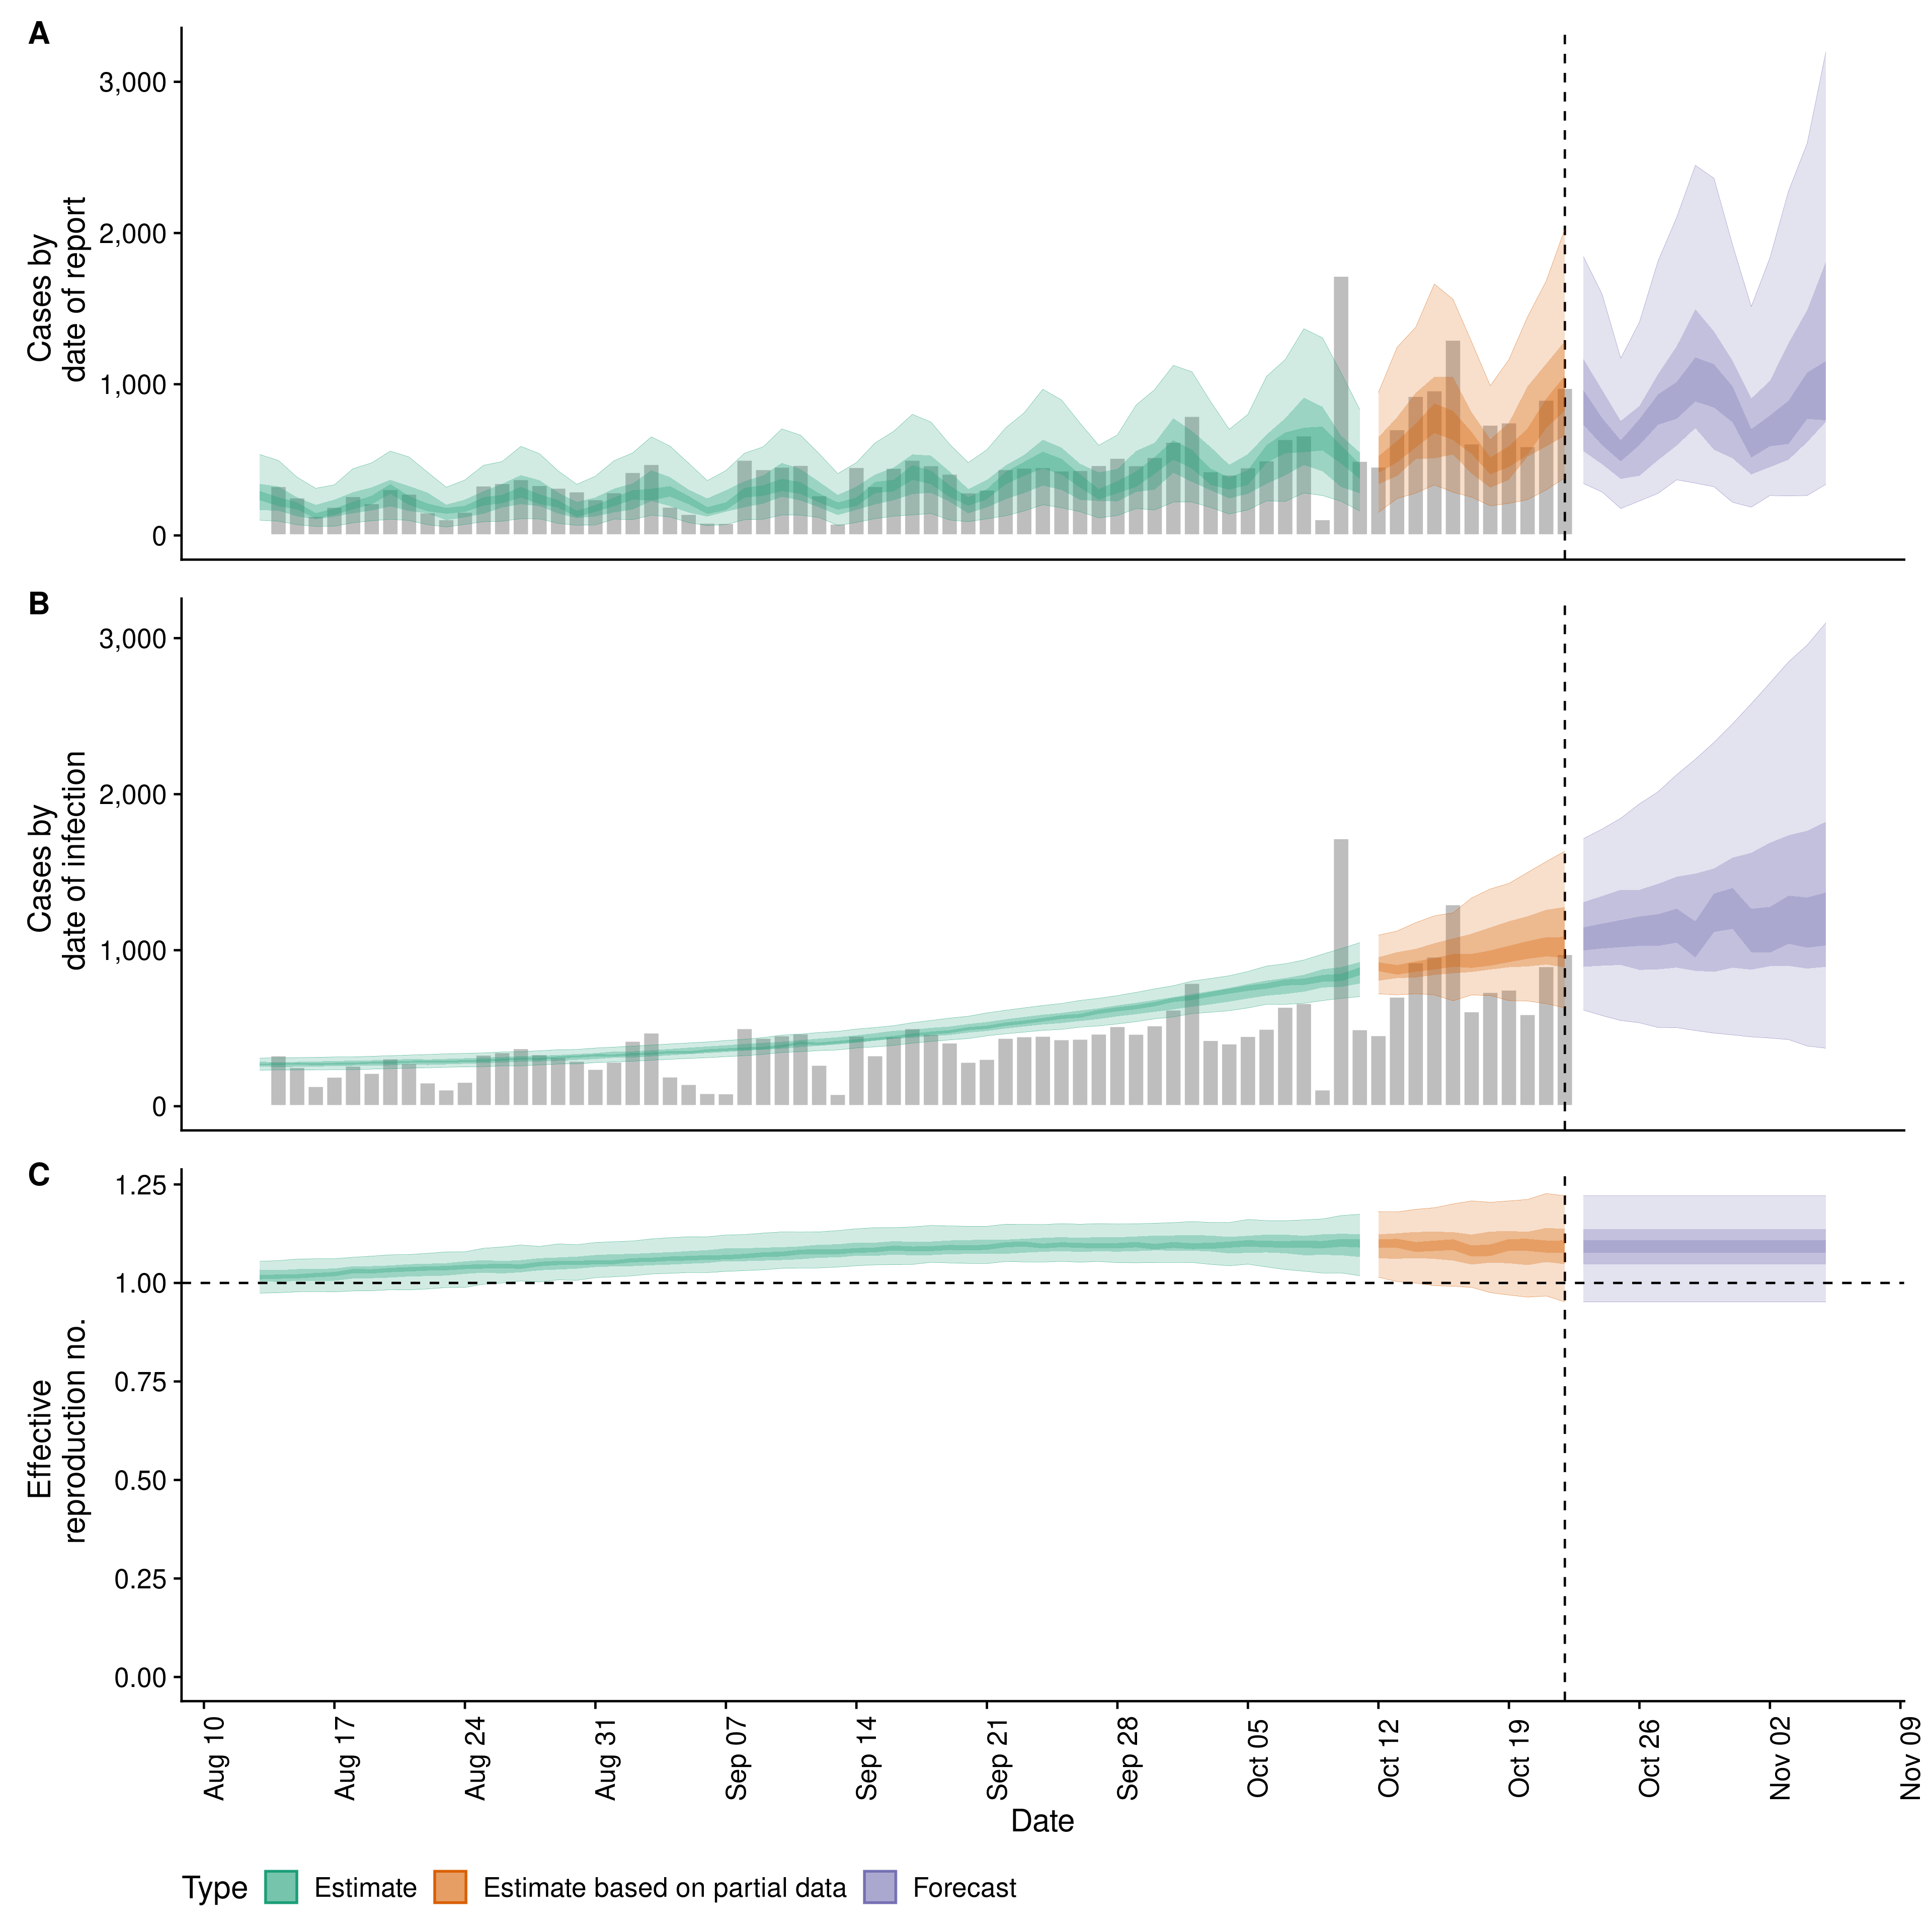 A
Cases by
date of report
3,000
2,000
1,000
0
B
Cases by
date of infection
3,000
2,000
1,000
0
C
Effective
reproduction no.
1.25
1.00
0.75
0.50
0.25
0.00
Aug 10
Aug 17
Aug 24
Aug 31
Sep 07
Sep 14
Sep 21
Sep 28
Oct 05
Oct 12
Oct 19
Oct 26
Nov 02
Nov 09
Date
Type Estimate Estimate based on partial data Forecast